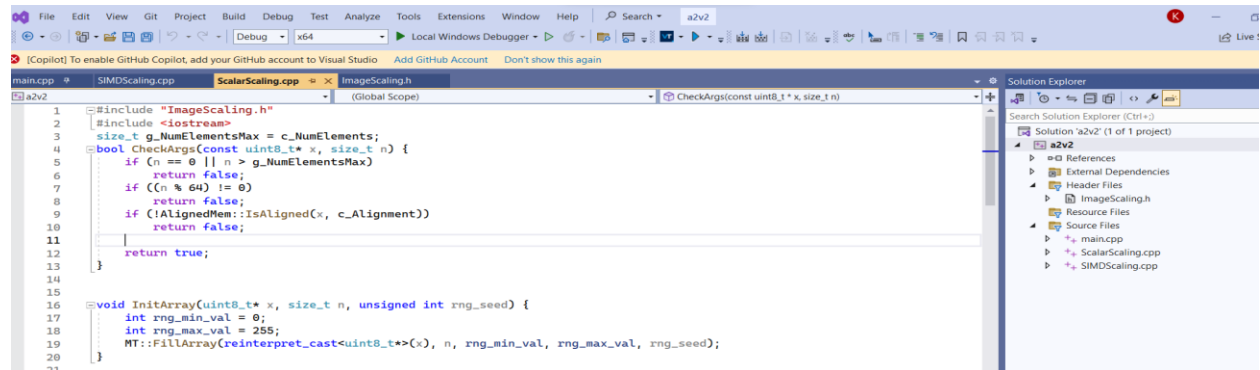 File Edit View Git Project Build Debug Test Analyze Tools Extensions Window Help Search a2v2 K
Debug x64 Local Windows Debugger Live S
[Copilot] To enable GitHub Copilot, add your GitHub account to Visual Studio Add GitHub Account Don't show this again
main.cpp SIMDScaling.cpp ScalarScaling.cpp ImageScaling.h
a2v2 (Global Scope) CheckArgs(const uint8_t * x, size_t n)
1 #include "ImageScaling.h"
2 #include <iostream>
3 size_t g_NumElementsMax = c_NumElements;
4 bool CheckArgs(const uint8_t* x, size_t n) {
5 if (n == 0 || n > g_NumElementsMax)
6 return false;
7 if ((n % 64) != 0)
8 return false;
9 if (!AlignedMem::IsAligned(x, c_Alignment))
10 return false;
11
12 return true;
13 }
14
15
16 void InitArray(uint8_t* x, size_t n, unsigned int rng_seed) {
17 int rng_min_val = 0;
18 int rng_max_val = 255;
19 MT::FillArray(reinterpret_cast<uint8_t*>(x), n, rng_min_val, rng_max_val, rng_seed);
20 }
21
Solution Explorer
Search Solution Explorer (Ctrl+;)
Solution 'a2v2' (1 of 1 project)
a2v2
References
External Dependencies
Header Files
ImageScaling.h
Resource Files
Source Files
main.cpp
ScalarScaling.cpp
SIMDScaling.cpp